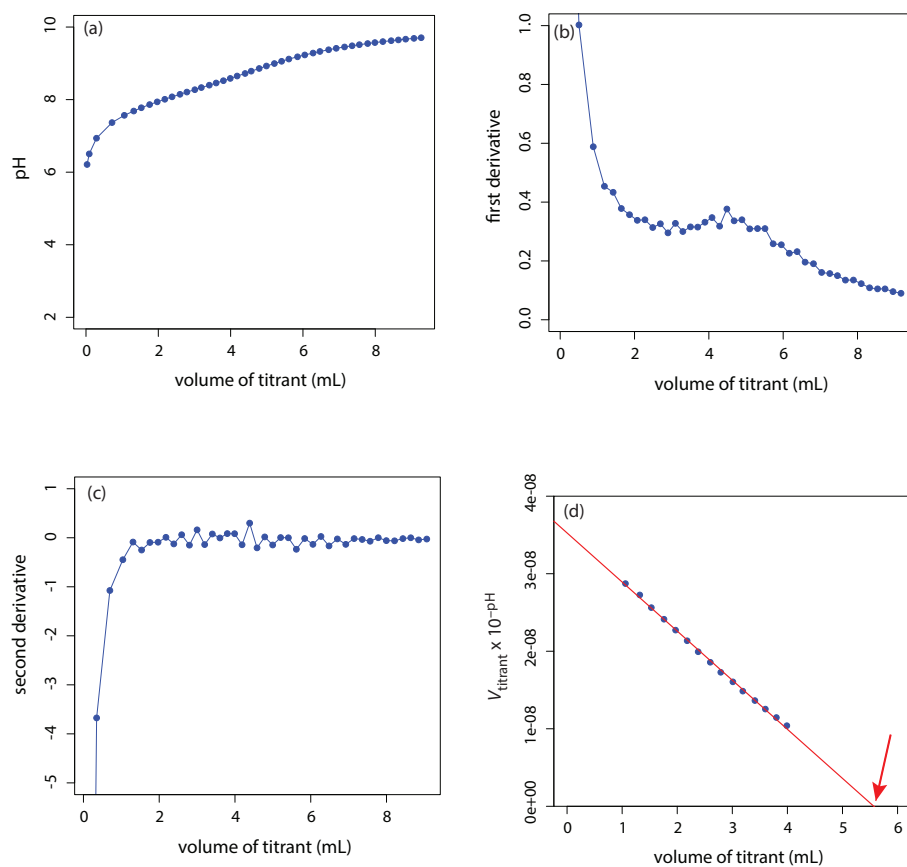 (a)
pH
10
8
6
4
2
0 2 4 6 8
volume of titrant (mL)
(b)
first derivative
1.0
0.8
0.6
0.4
0.2
0.0
0 2 4 6 8
volume of titrant (mL)
(c)
second derivative
1
0
-1
-2
-3
-4
-5
0 2 4 6 8
volume of titrant (mL)
(d)
Vtitrant x 10–pH
4e-08
3e-08
2e-08
1e-08
0e+00
0 1 2 3 4 5 6
volume of titrant (mL)